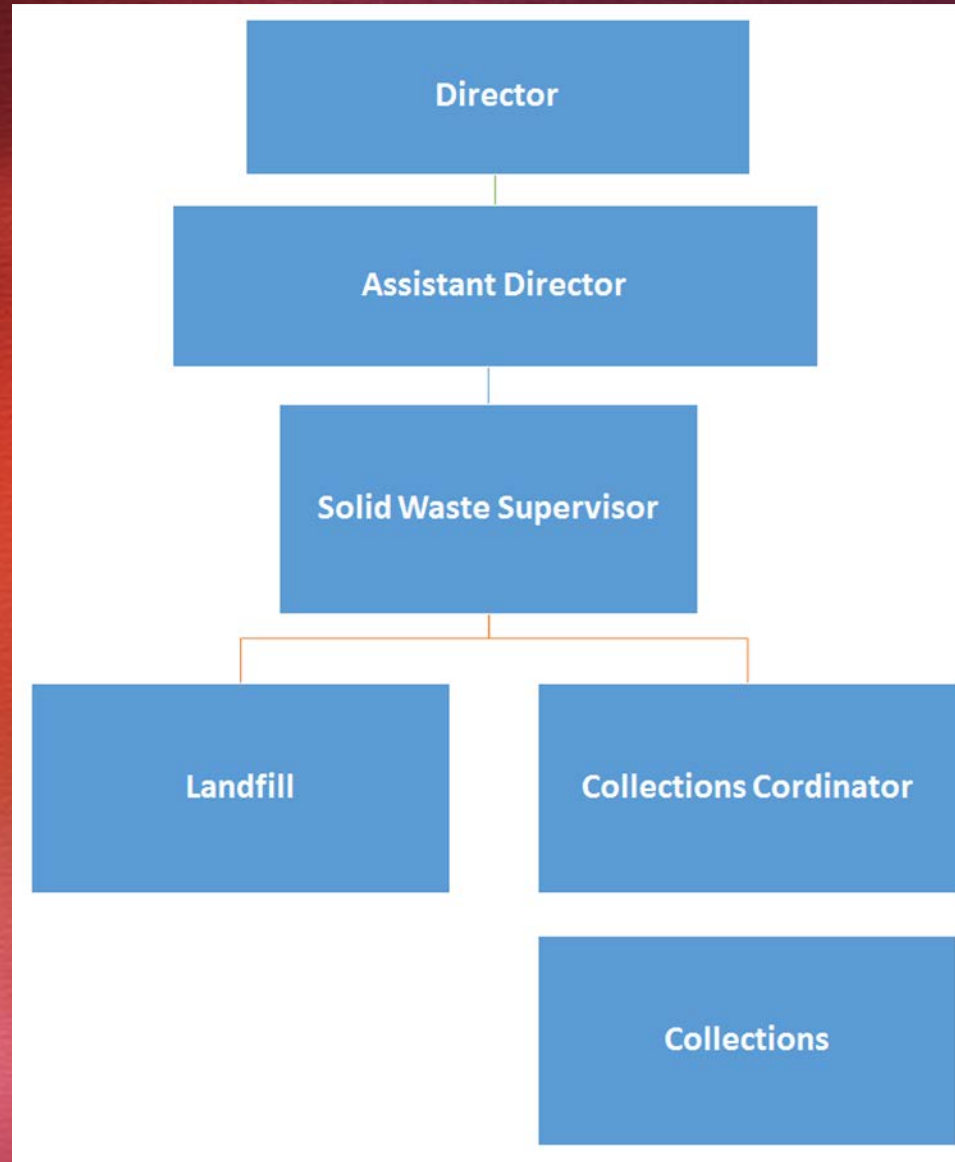 Director
Assistant Director
Solid Waste Supervisor
Landfill
Collections Cordinator
Collections